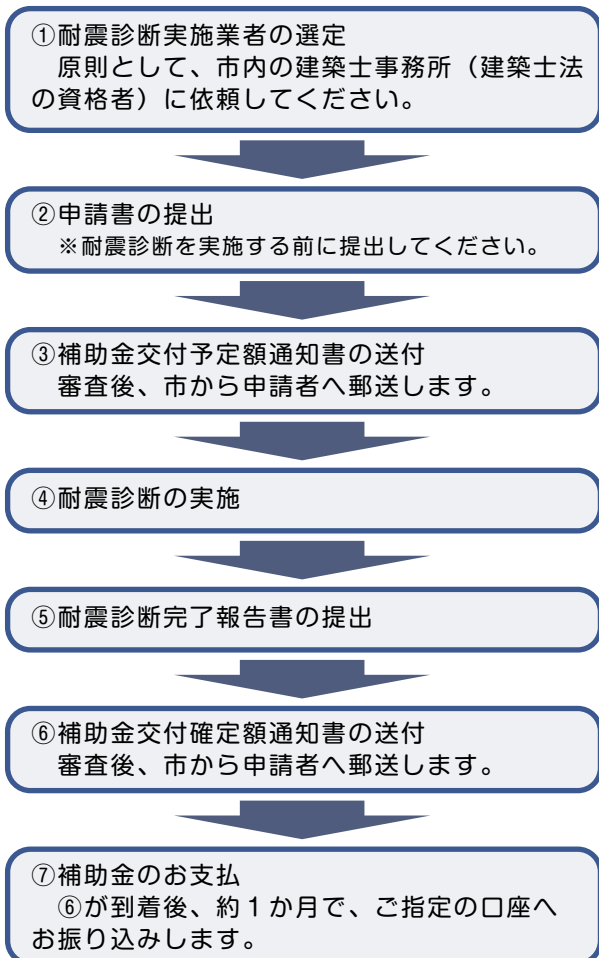 ①耐震診断実施業者の選定
原則として、市内の建築士事務所（建築士法
の資格者）に依頼してください。
②申請書の提出
※耐震診断を実施する前に提出してください。
③補助金交付予定額通知書の送付
審査後、市から申請者へ郵送します。
④耐震診断の実施
⑤耐震診断完了報告書の提出
⑥補助金交付確定額通知書の送付
審査後、市から申請者へ郵送します。
⑦補助金のお支払
⑥が到着後、約１か月で、ご指定の口座へ
お振り込みします。